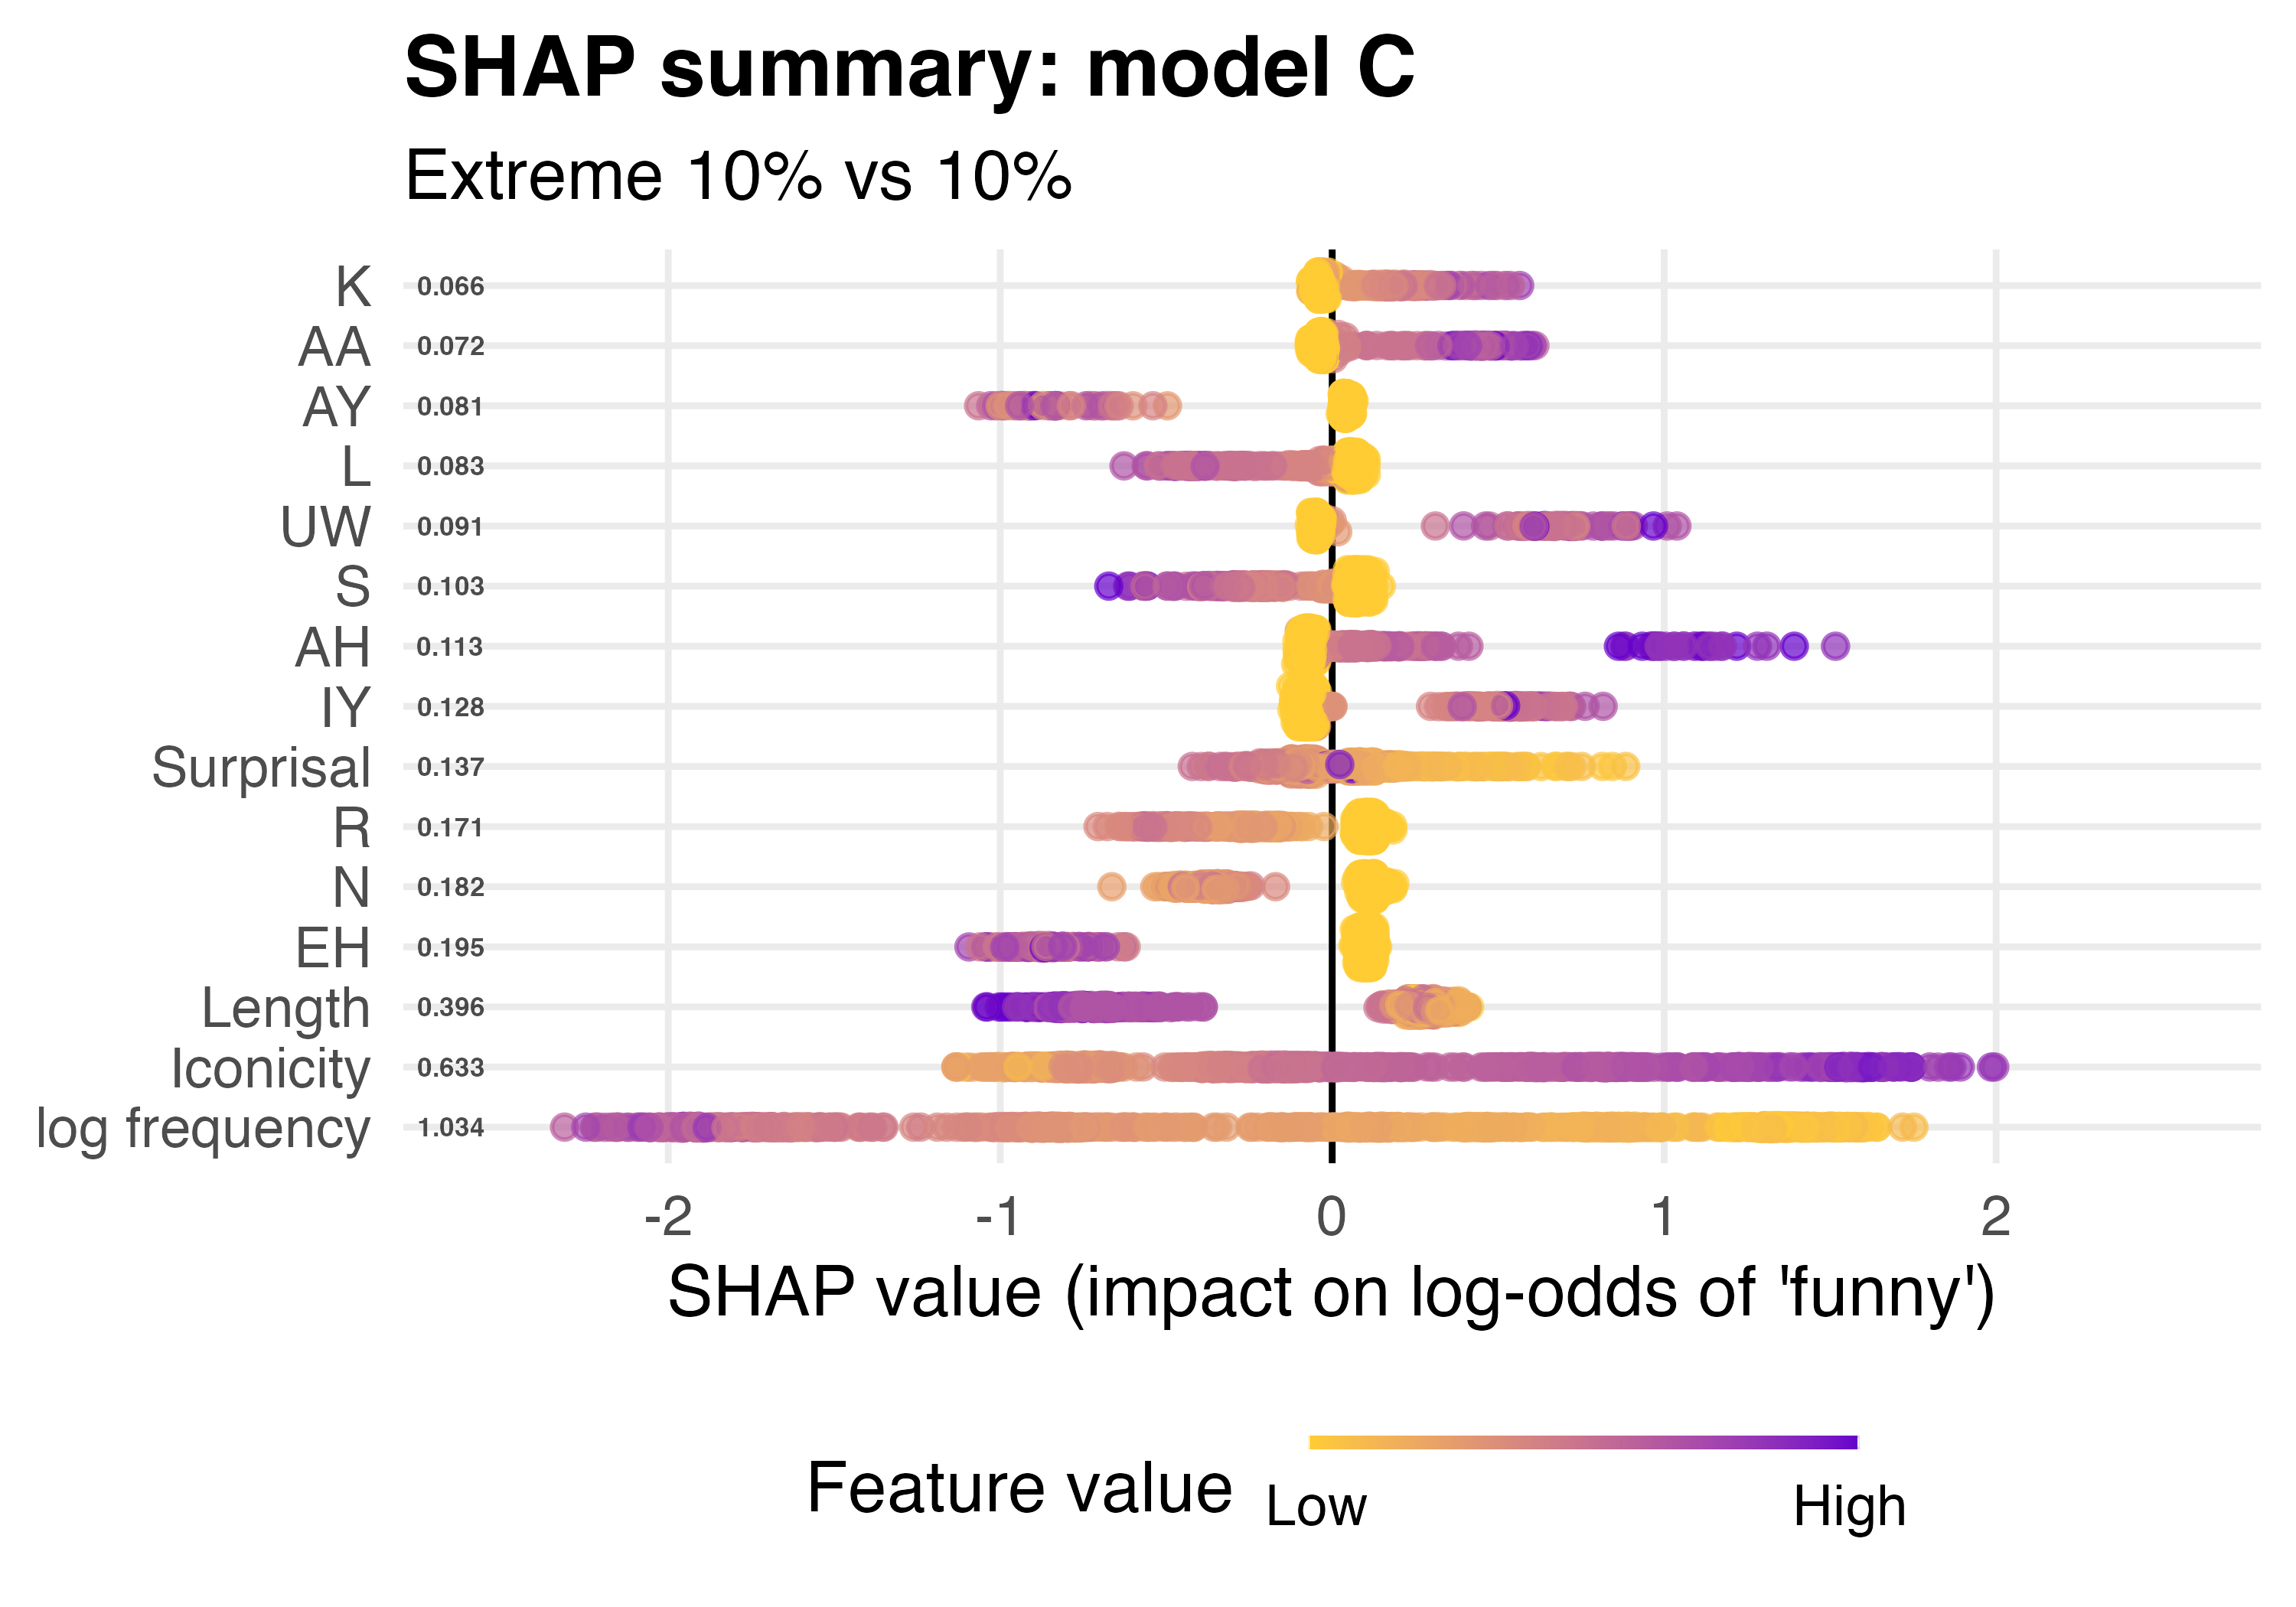 SHAP summary: model C
Extreme 10% vs 10%
K 0.066
AA 0.072
AY 0.081
L 0.083
UW 0.091
S 0.103
AH 0.113
IY 0.128
Surprisal 0.137
R 0.171
N 0.182
EH 0.195
Length 0.396
Iconicity 0.633
log frequency 1.034
-2 -1 0 1 2
SHAP value (impact on log-odds of 'funny')
Feature value
Low High